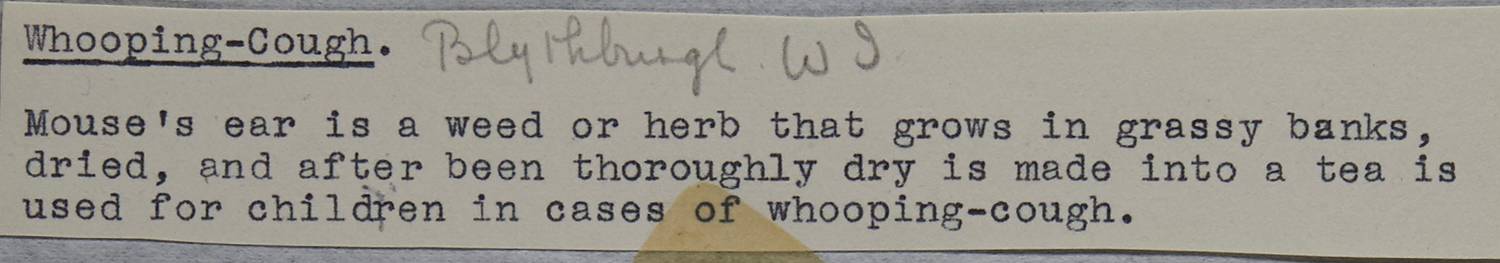 Whooping-Cough. Blythburgh. W I
Mouse's ear is a weed or herb that grows in grassy banks,
dried, and after been thoroughly dry is made into a tea is
used for children in cases of whooping-cough.